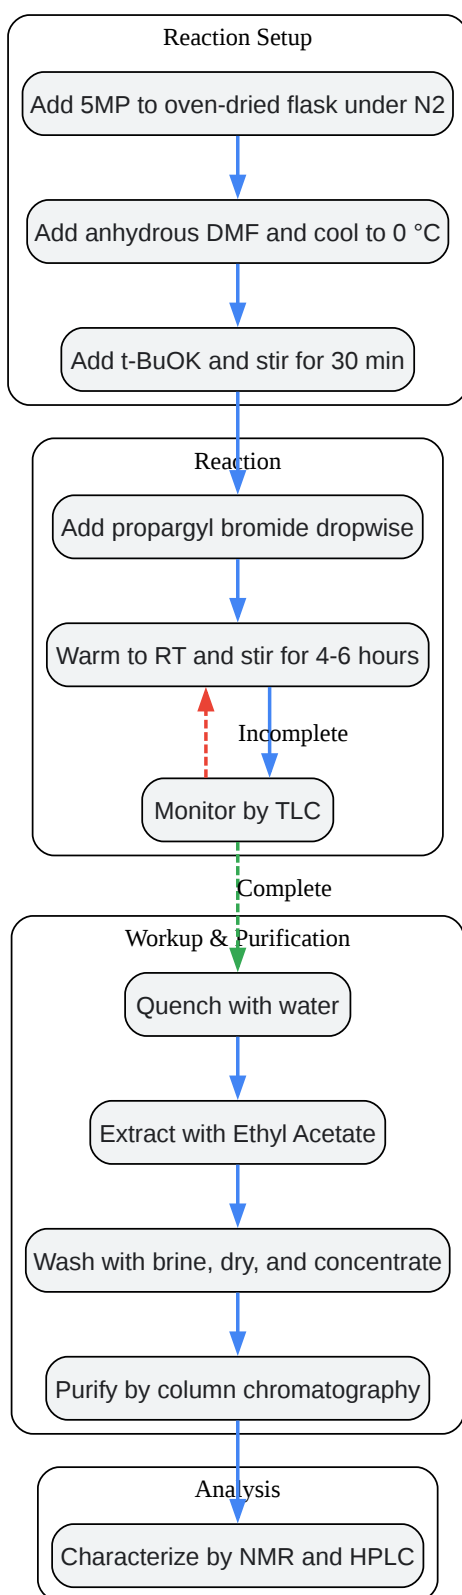 Reaction Setup
Add 5MP to oven-dried flask under N2
Add anhydrous DMF and cool to 0 °C
Add t-BuOK and stir for 30 min
Reaction
Add propargyl bromide dropwise
Warm to RT and stir for 4-6 hours
Incomplete
Monitor by TLC
Complete
Workup & Purification
Quench with water
Extract with Ethyl Acetate
Wash with brine, dry, and concentrate
Purify by column chromatography
Analysis
Characterize by NMR and HPLC